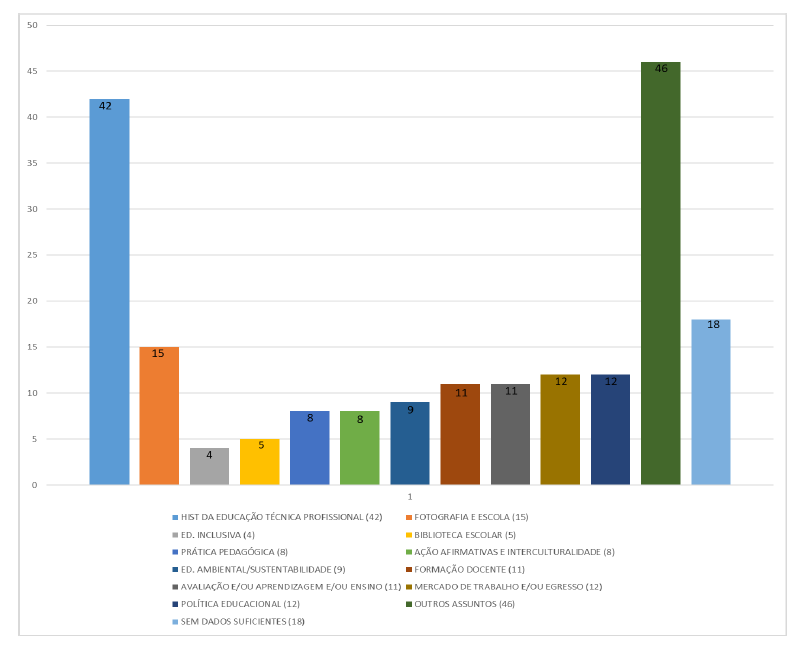 50
45
40
35
30
25
20
15
10
5
0
42
15
4
5
8
8
9
11
11
12
12
46
18
1
HIST DA EDUCAÇÃO TÉCNICA PROFISSIONAL (42)
FOTOGRAFIA E ESCOLA (15)
ED. INCLUSIVA (4)
BIBLIOTECA ESCOLAR (5)
PRÁTICA PEDAGÓGICA (8)
AÇÃO AFIRMATIVAS E INTERCULTURALIDADE (8)
ED. AMBIENTAL/SUSTENTABILIDADE (9)
FORMAÇÃO DOCENTE (11)
AVALIAÇÃO E/OU APRENDIZAGEM E/OU ENSINO (11)
MERCADO DE TRABALHO E/OU EGRESSO (12)
POLÍTICA EDUCACIONAL (12)
OUTROS ASSUNTOS (46)
SEM DADOS SUFICIENTES (18)